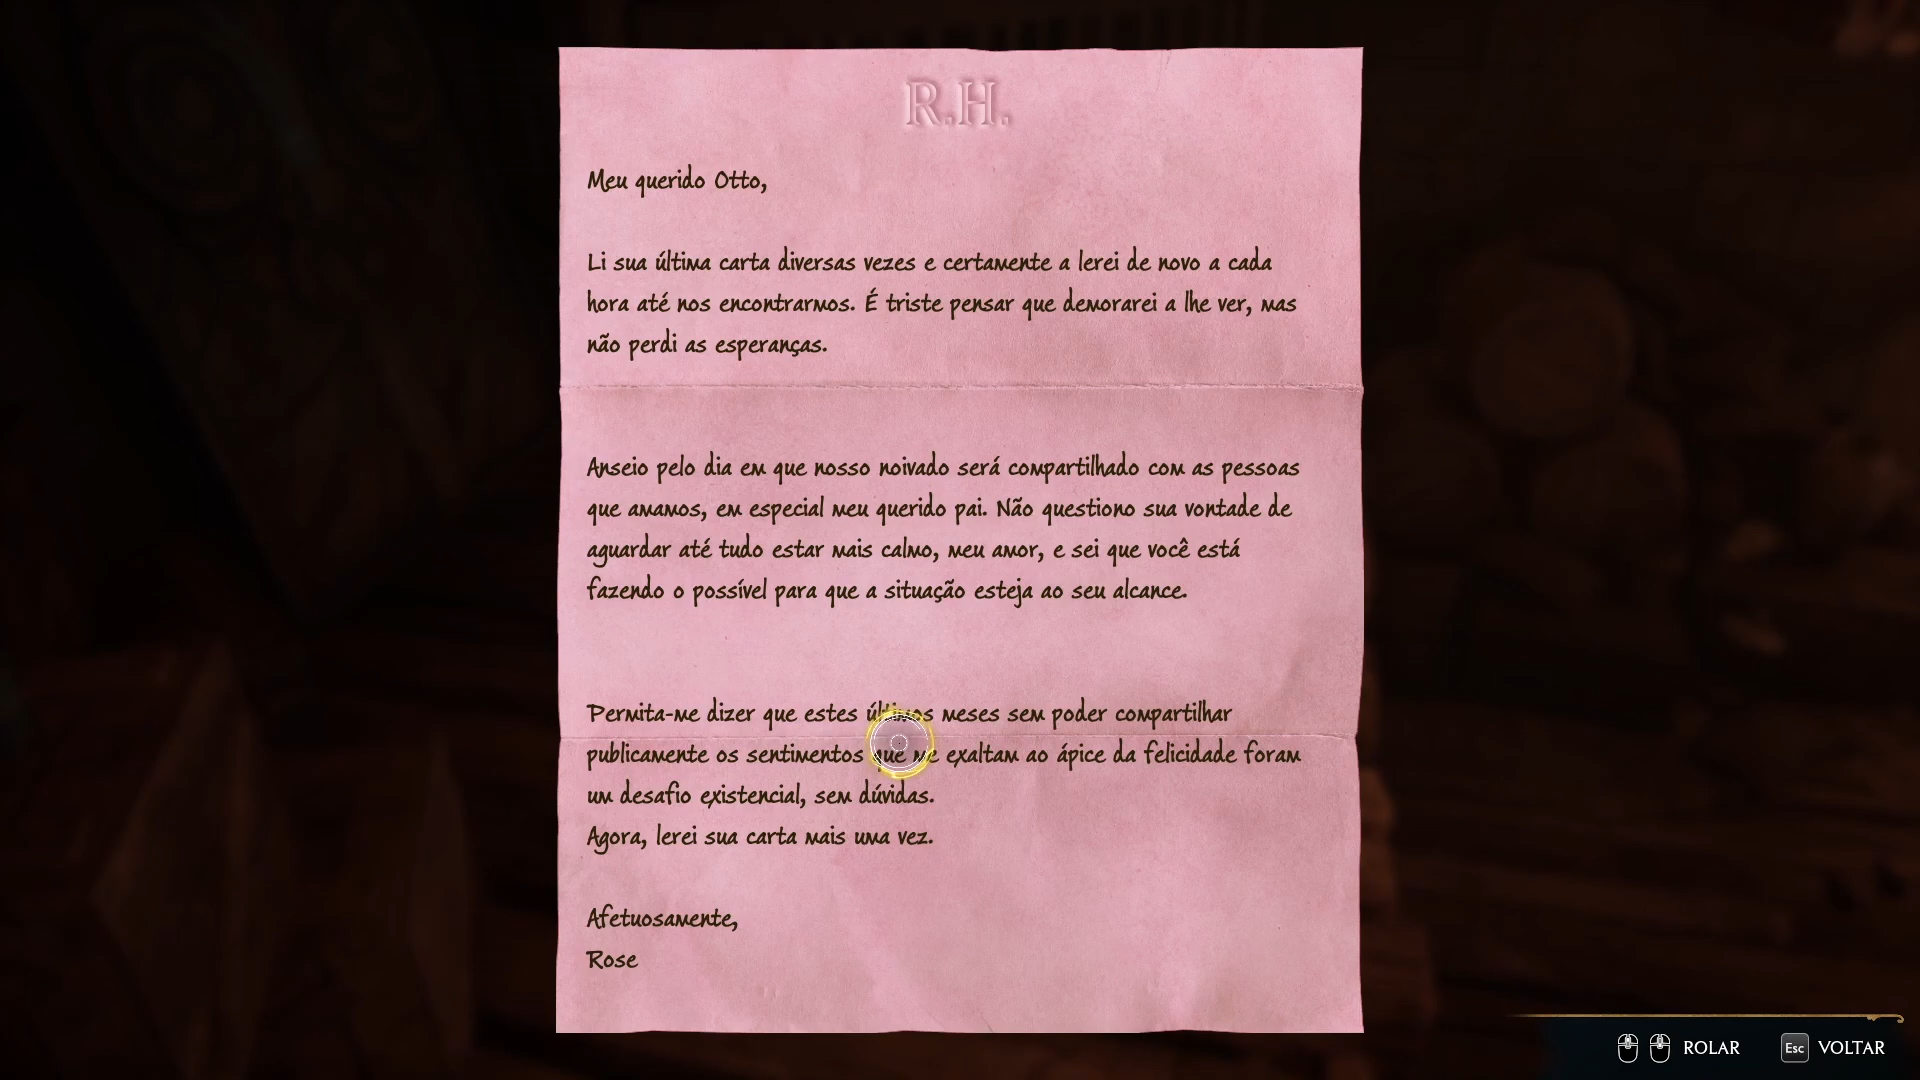 R.H.
Meu querido Otto,
Li sua última carta diversas vezes e certamente a lerei de novo a cada
hora até nos encontrarmos. É triste pensar que demorarei a lhe ver, mas
não perdi as esperanças.
Anseio pelo dia em que nosso noivado será compartilhado com as pessoas
que amamos, em especial meu querido pai. Não questiono sua vontade de
aguardar até tudo estar mais calmo, meu amor, e sei que você está
fazendo o possível para que a situação esteja ao seu alcance.
Permita-me dizer que estes últimos meses sem poder compartilhar
publicamente os sentimentos que me exaltam ao ápice da felicidade foram
um desafio existencial, sem dúvidas.
Agora, lerei sua carta mais uma vez.
Afetuosamente,
Rose
ROLAR Esc VOLTAR